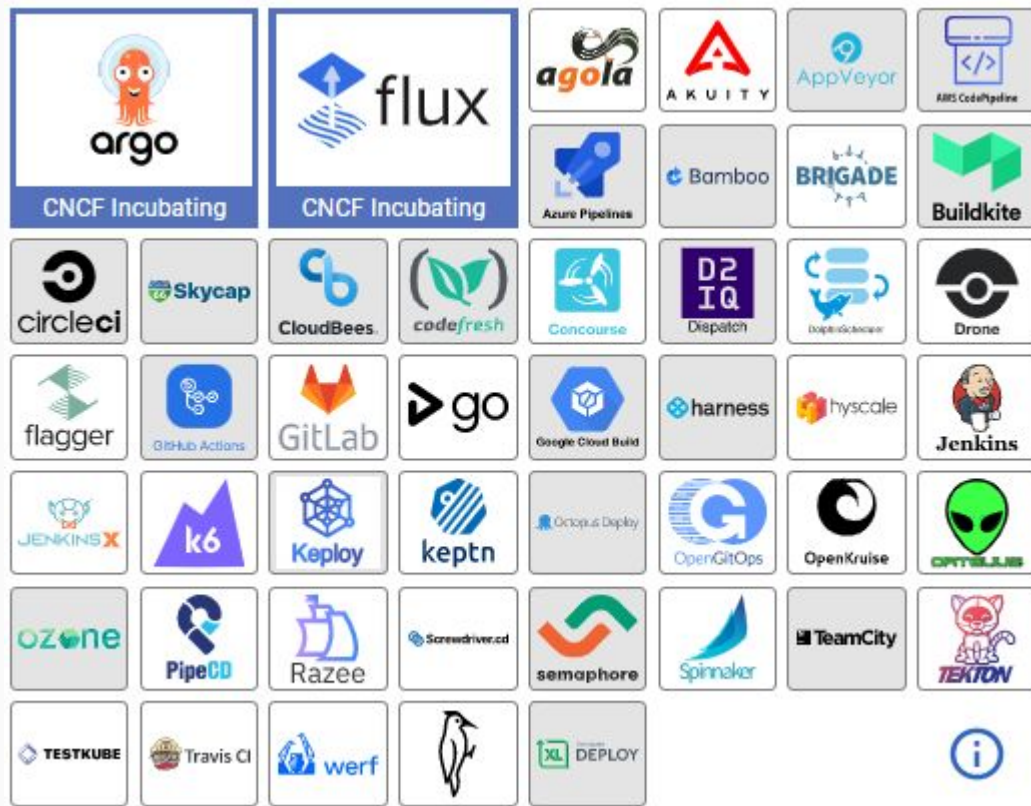 argo
CNCF Incubating
flux
CNCF Incubating
agola
AKUITY
AppVeyor
</>
AWS CodePipeline
Azure Pipelines
Bamboo
BRIGADE
Buildkite
circleci
Skycap
CloudBees.
codefresh
Concourse
D2
IQ
Dispatch
DolphinScheduler
Drone
flagger
GitHub Actions
GitLab
go
Google Cloud Build
harness
hyscale
Jenkins
JENKINS X
k6
Keploy
keptn
Octopus Deploy
G
OpenGitOps
OpenKruise
ORTELIUS
ozone
PipeCD
Razee
Screwdriver.cd
semaphore
Spinnaker
TeamCity
TEKTON
TESTKUBE
Travis CI
werf
XL
DEPLOY
i